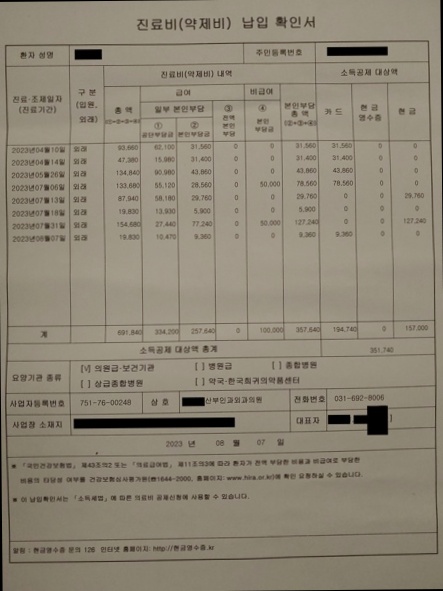 진료비(약제비) 납입 확인서
환자 성명 주민등록번호
진료·조제일자 (진료기간) 구 분 (입원, 외래) 진료비(약제비) 내역 소득공제 대상액
총 액 (①+②+③+④) 급여 비급여 본인부담 총 액 (②+③+④) 카 드 현 금 영수증 현 금
일부 본인부담 ③ 전액 본인 부담 ④ 본인 부담금
① 공단부담금 ② 본인부담금
2023년04월10일 외래 93,660 62,100 31,560 0 0 31,560 31,560 0 0
2023년04월14일 외래 47,380 15,980 31,400 0 0 31,400 31,400 0 0
2023년05월26일 외래 134,840 90,980 43,860 0 0 43,860 43,860 0 0
2023년07월06일 외래 133,680 55,120 28,560 0 50,000 78,560 78,560 0 0
2023년07월13일 외래 87,940 58,180 29,760 0 0 29,760 0 0 29,760
2023년07월18일 외래 19,830 13,930 5,900 0 0 5,900 0 0
2023년07월31일 외래 154,680 27,440 77,240 0 50,000 127,240 0 0 127,240
2023년08월07일 외래 19,830 10,470 9,360 0 0 9,360 9,360 0 0
계 691,840 334,200 257,640 0 100,000 357,640 194,740 0 157,000
소득공제 대상액 총계 351,740
요양기관 종류 [√] 의원급·보건기관 [ ] 병원급 [ ] 종합병원
[ ] 상급종합병원 [ ] 약국·한국희귀의약품센터
사업자등록번호 751-76-00248 상 호 산부인과외과의원 전화번호 031-692-8006
사업장 소재지 대표자 ]
2023 년 08 월 07 일
* 「국민건강보험법」 제43조의2 또는 「의료급여법」 제11조의3에 따라 환자가 전액 부담한 비용과 비급여로 부담한
비용의 타당성 여부를 건강보험심사평가원(☎1644-2000, 홈페이지: www.hira.or.kr)에 확인 요청하실 수 있습니다.
* 이 납입확인서는 「소득세법」에 따른 의료비 공제신청에 사용할 수 있습니다.
알림 : 현금영수증 문의 126 인터넷 홈페이지: http://현금영수증.kr